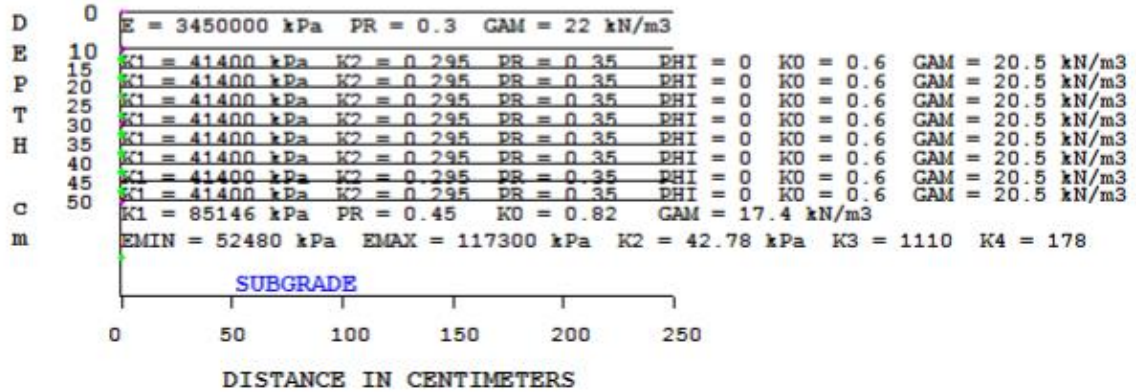 DEPTH cm
0
E = 3450000 kPa PR = 0.3 GAM = 22 kN/m3
10
K1 = 41400 kPa K2 = 0.295 PR = 0.35 PHI = 0 K0 = 0.6 GAM = 20.5 kN/m3
15
K1 = 41400 kPa K2 = 0.295 PR = 0.35 PHI = 0 K0 = 0.6 GAM = 20.5 kN/m3
20
K1 = 41400 kPa K2 = 0.295 PR = 0.35 PHI = 0 K0 = 0.6 GAM = 20.5 kN/m3
25
K1 = 41400 kPa K2 = 0.295 PR = 0.35 PHI = 0 K0 = 0.6 GAM = 20.5 kN/m3
30
K1 = 41400 kPa K2 = 0.295 PR = 0.35 PHI = 0 K0 = 0.6 GAM = 20.5 kN/m3
35
K1 = 41400 kPa K2 = 0.295 PR = 0.35 PHI = 0 K0 = 0.6 GAM = 20.5 kN/m3
40
K1 = 41400 kPa K2 = 0.295 PR = 0.35 PHI = 0 K0 = 0.6 GAM = 20.5 kN/m3
45
K1 = 41400 kPa K2 = 0.295 PR = 0.35 PHI = 0 K0 = 0.6 GAM = 20.5 kN/m3
50
K1 = 85146 kPa PR = 0.45 K0 = 0.82 GAM = 17.4 kN/m3
EMIN = 52480 kPa EMAX = 117300 kPa K2 = 42.78 kPa K3 = 1110 K4 = 178
SUBGRADE
0 50 100 150 200 250
DISTANCE IN CENTIMETERS